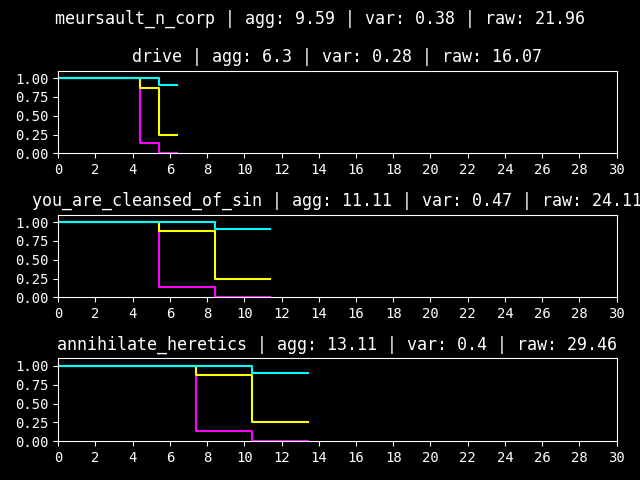 meursault_n_corp | agg: 9.59 | var: 0.38 | raw: 21.96
drive | agg: 6.3 | var: 0.28 | raw: 16.07
1.00
0.75
0.50
0.25
0.00
0 2 4 6 8 10 12 14 16 18 20 22 24 26 28 30
you_are_cleansed_of_sin | agg: 11.11 | var: 0.47 | raw: 24.11
1.00
0.75
0.50
0.25
0.00
0 2 4 6 8 10 12 14 16 18 20 22 24 26 28 30
annihilate_heretics | agg: 13.11 | var: 0.4 | raw: 29.46
1.00
0.75
0.50
0.25
0.00
0 2 4 6 8 10 12 14 16 18 20 22 24 26 28 30